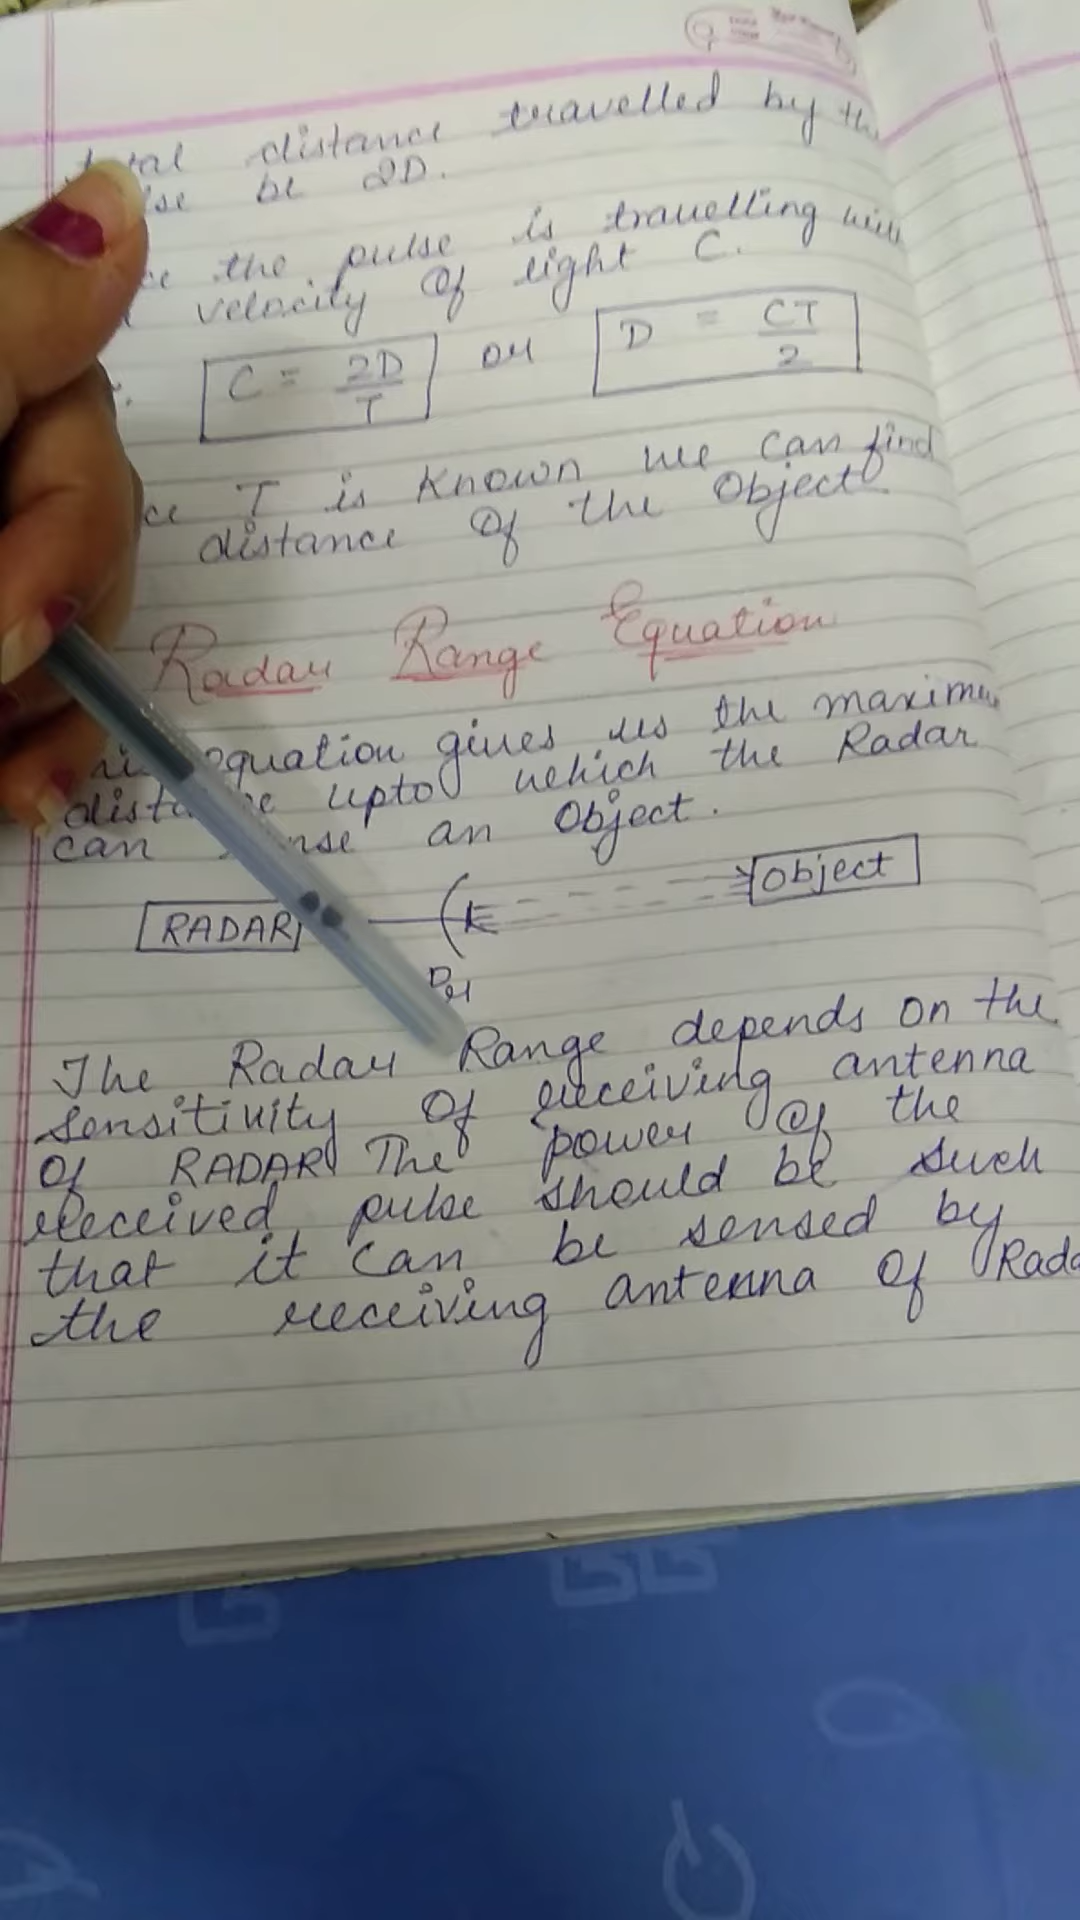 distance travelled by the
be 2D.
the pulse is travelling with
velocity of light C.
C = 2D/T or D = CT/2
T is known we can find
distance of the Object
Radar Range Equation
equation gives us the maximum
upto which the Radar
can an Object.
RADAR Object
Pr
The Radar Range depends on the
sensitivity of receiving antenna
of RADAR The power of the
received pulse should be such
that it can be sensed by
the receiving antenna of Rada